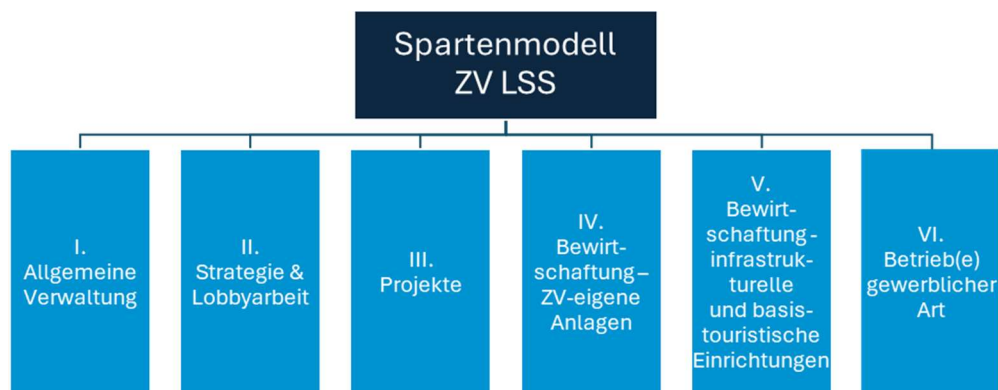 Spartenmodell
ZV LSS
I.
Allgemeine
Verwaltung
II.
Strategie &
Lobbyarbeit
III.
Projekte
IV.
Bewirt-
schaftung –
ZV-eigene
Anlagen
V.
Bewirt-
schaftung -
infrastruk-
turelle
und basis-
touristische
Einrichtungen
VI.
Betrieb(e)
gewerblicher
Art